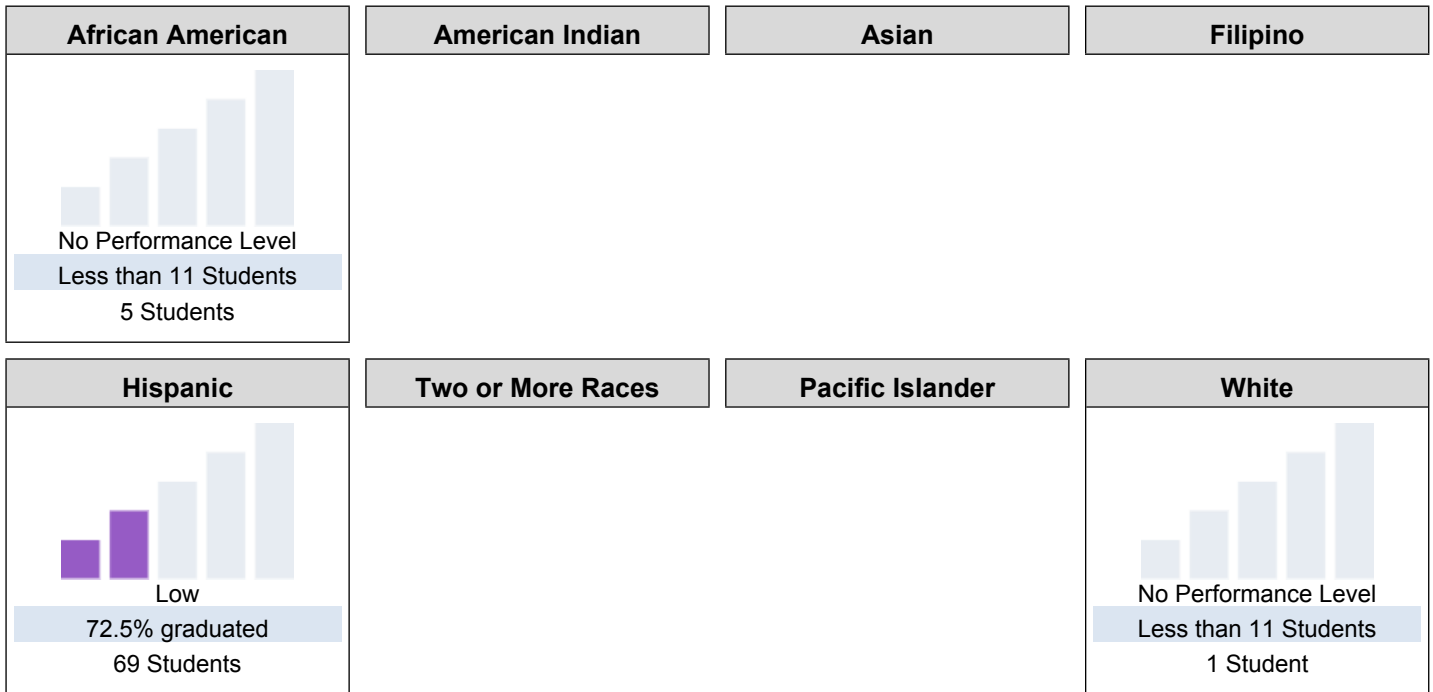 African American
American Indian
Asian
Filipino
No Performance Level
Less than 11 Students
5 Students
Hispanic
Two or More Races
Pacific Islander
White
Low
72.5% graduated
69 Students
No Performance Level
Less than 11 Students
1 Student